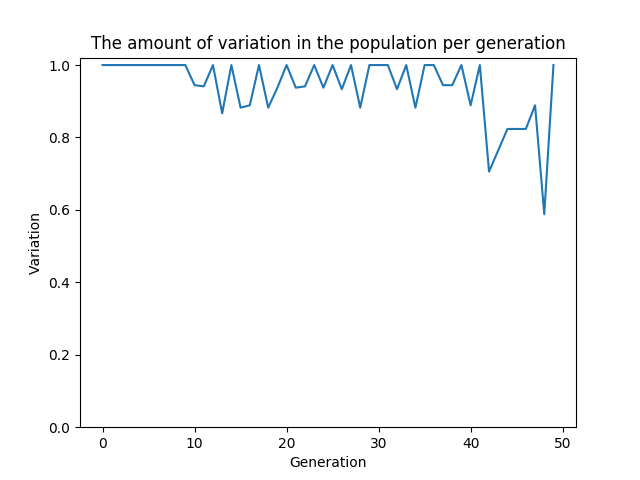 The amount of variation in the population per generation
1.0
0.8
0.6
0.4
0.2
0.0
Variation
0 10 20 30 40 50
Generation